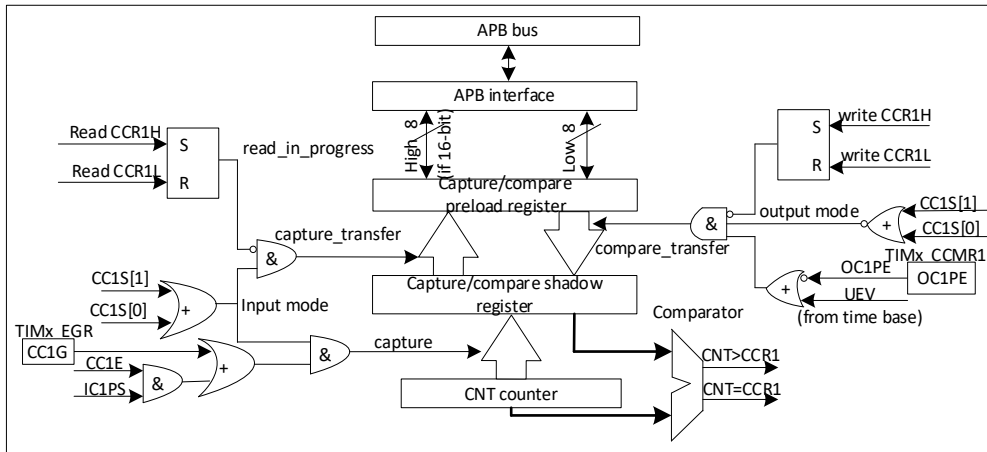 APB bus
APB interface
High 8
(if 16-bit)
Low 8
Read CCR1H
Read CCR1L
S
R
read_in_progress
write CCR1H
write CCR1L
S
R
Capture/compare
preload register
capture_transfer
&
compare_transfer
&
output mode
+
CC1S[1]
CC1S[0]
TIMx_CCMR1
OC1PE
OC1PE
UEV
+
(from time base)
CC1S[1]
CC1S[0]
+
Input mode
Capture/compare shadow
register
Comparator
TIMx_EGR
CC1G
CC1E
IC1PS
&
+
&
capture
CNT counter
CNT>CCR1
CNT=CCR1